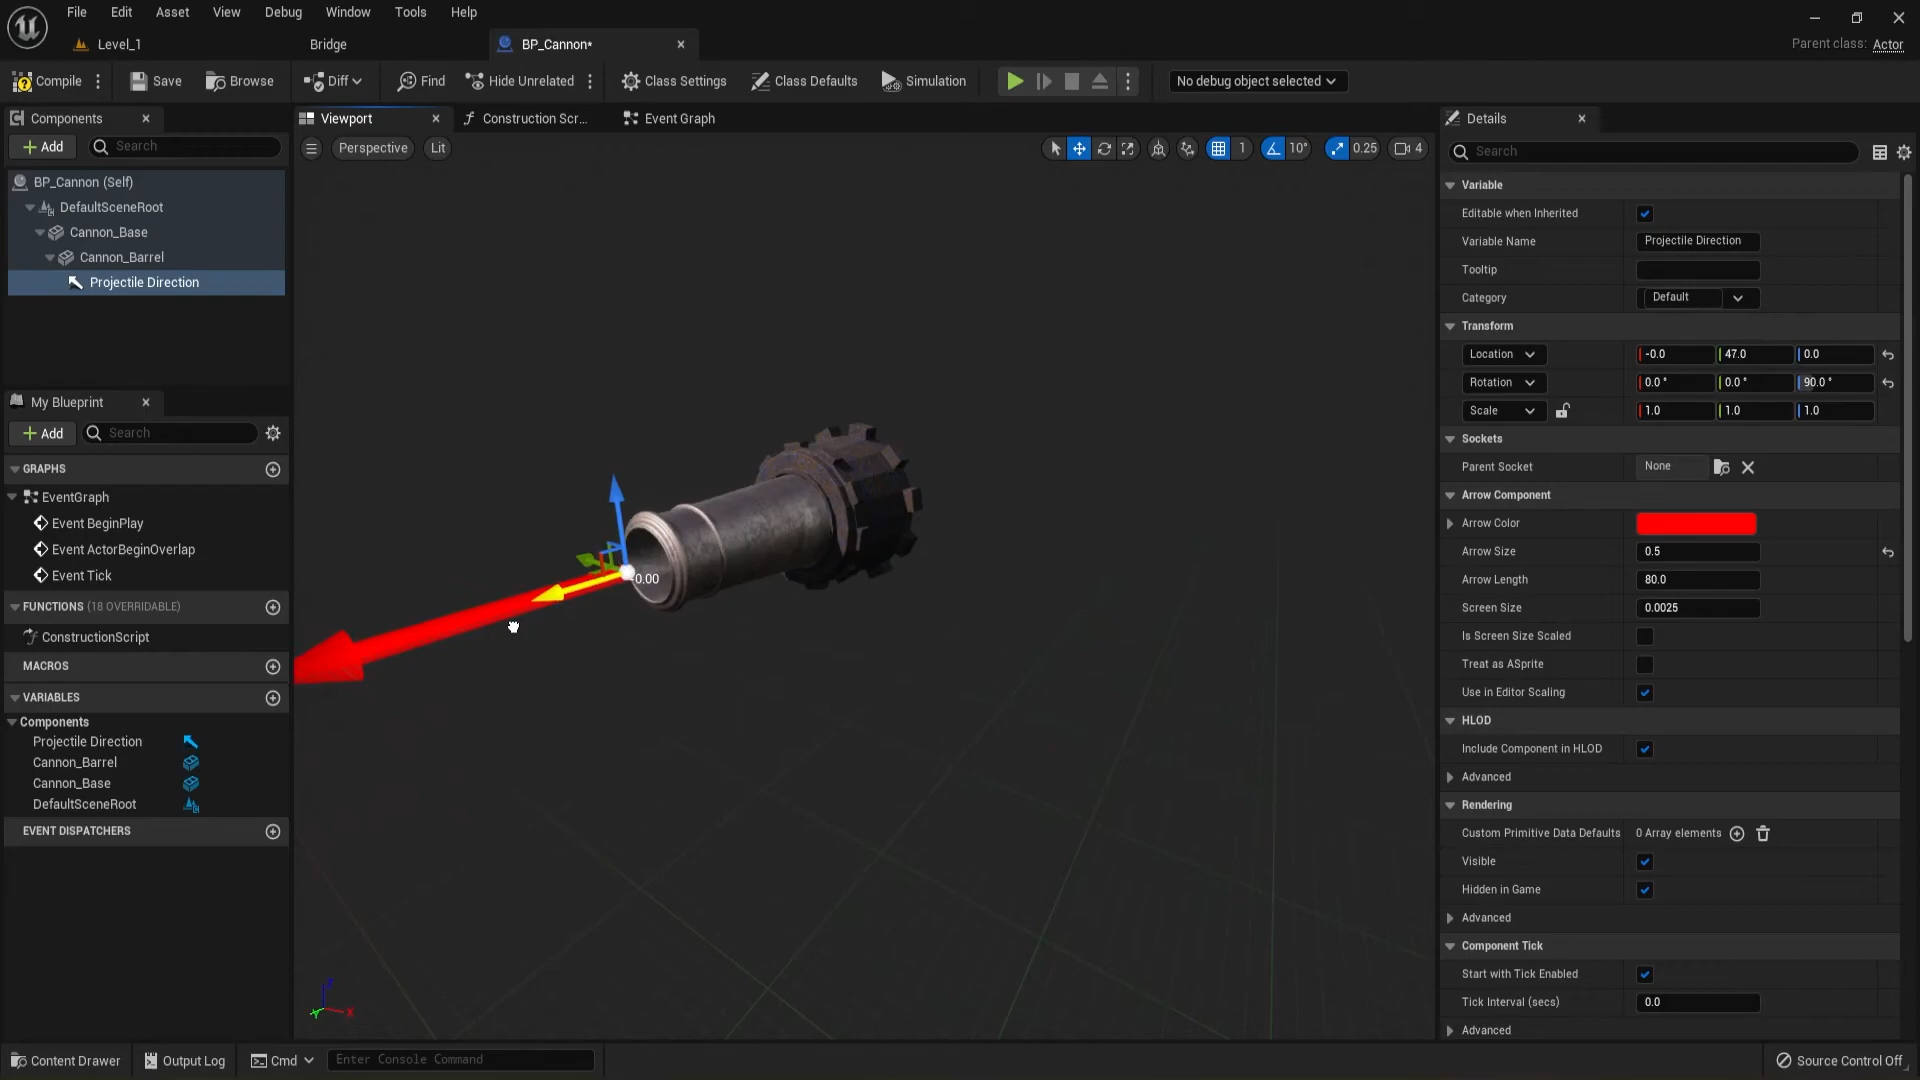 File Edit Asset View Debug Window Tools Help
Level_1 Bridge BP_Cannon*
Parent class: Actor
Compile Save Browse Diff Find Hide Unrelated Class Settings Class Defaults Simulation No debug object selected
Components
Add Search
BP_Cannon (Self)
DefaultSceneRoot
Cannon_Base
Cannon_Barrel
Projectile Direction
My Blueprint
Add Search
GRAPHS
EventGraph
Event BeginPlay
Event ActorBeginOverlap
Event Tick
FUNCTIONS (18 OVERRIDABLE)
ConstructionScript
MACROS
VARIABLES
Components
Projectile Direction
Cannon_Barrel
Cannon_Base
DefaultSceneRoot
EVENT DISPATCHERS
Viewport Construction Scr... Event Graph
Perspective Lit
1 10° 0.25 4
-0.00
Z
X
Y
Details
Search
Variable
Editable when Inherited
Variable Name Projectile Direction
Tooltip
Category Default
Transform
Location -0.0 47.0 0.0
Rotation 0.0 ° 0.0 ° 90.0 °
Scale 1.0 1.0 1.0
Sockets
Parent Socket None
Arrow Component
Arrow Color
Arrow Size 0.5
Arrow Length 80.0
Screen Size 0.0025
Is Screen Size Scaled
Treat as ASprite
Use in Editor Scaling
HLOD
Include Component in HLOD
Advanced
Rendering
Custom Primitive Data Defaults 0 Array elements
Visible
Hidden in Game
Advanced
Component Tick
Start with Tick Enabled
Tick Interval (secs) 0.0
Advanced
Content Drawer Output Log Cmd Enter Console Command Source Control Off